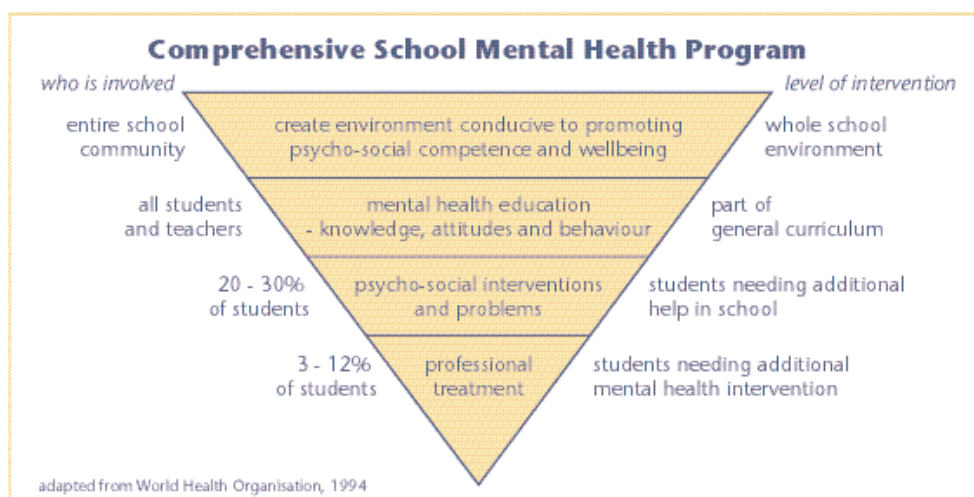 Comprehensive School Mental Health Program
who is involved
level of intervention
entire school
community
create environment conducive to promoting
psycho-social competence and wellbeing
whole school
environment
all students
and teachers
mental health education
- knowledge, attitudes and behaviour
part of
general curriculum
20 - 30%
of students
psycho-social interventions
and problems
students needing additional
help in school
3 - 12%
of students
professional
treatment
students needing additional
mental health intervention
adapted from World Health Organisation, 1994